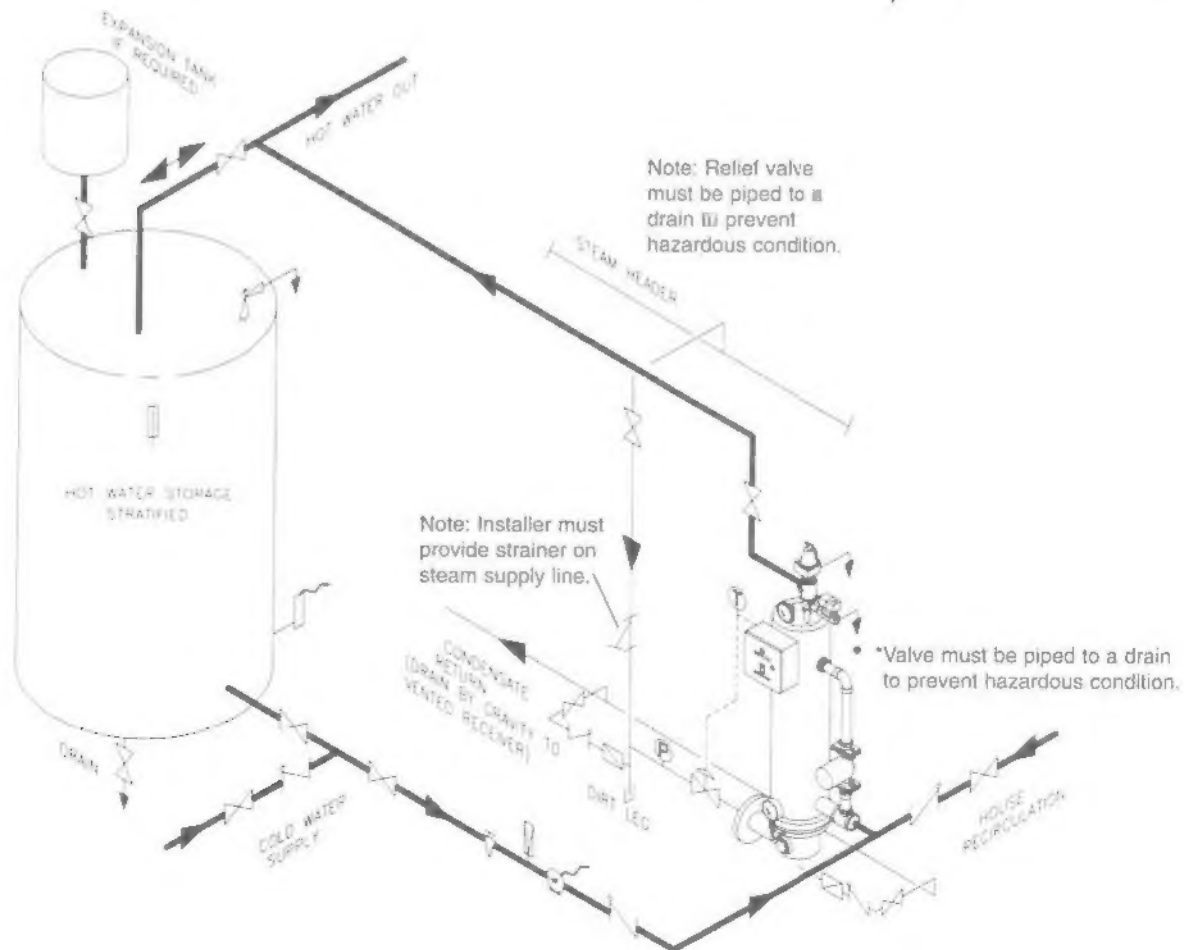 EXPANSION TANK
IF REQUIRED
HOT WATER OUT
Note: Relief valve
must be piped to a
drain prevent
hazardous condition.
STEAM HEADER
HOT WATER STORAGE
STRATIFIED
Note: Installer must
provide strainer on
steam supply line.
T
CONDENSATE
RETURN
(DRAIN BY GRAVITY TO
VENTED RECEIVER)
P
*Valve must be piped to a drain
to prevent hazardous condition.
DRAIN
DIRT LEG
COLD WATER
SUPPLY
HOUSE
RECIRCULATION